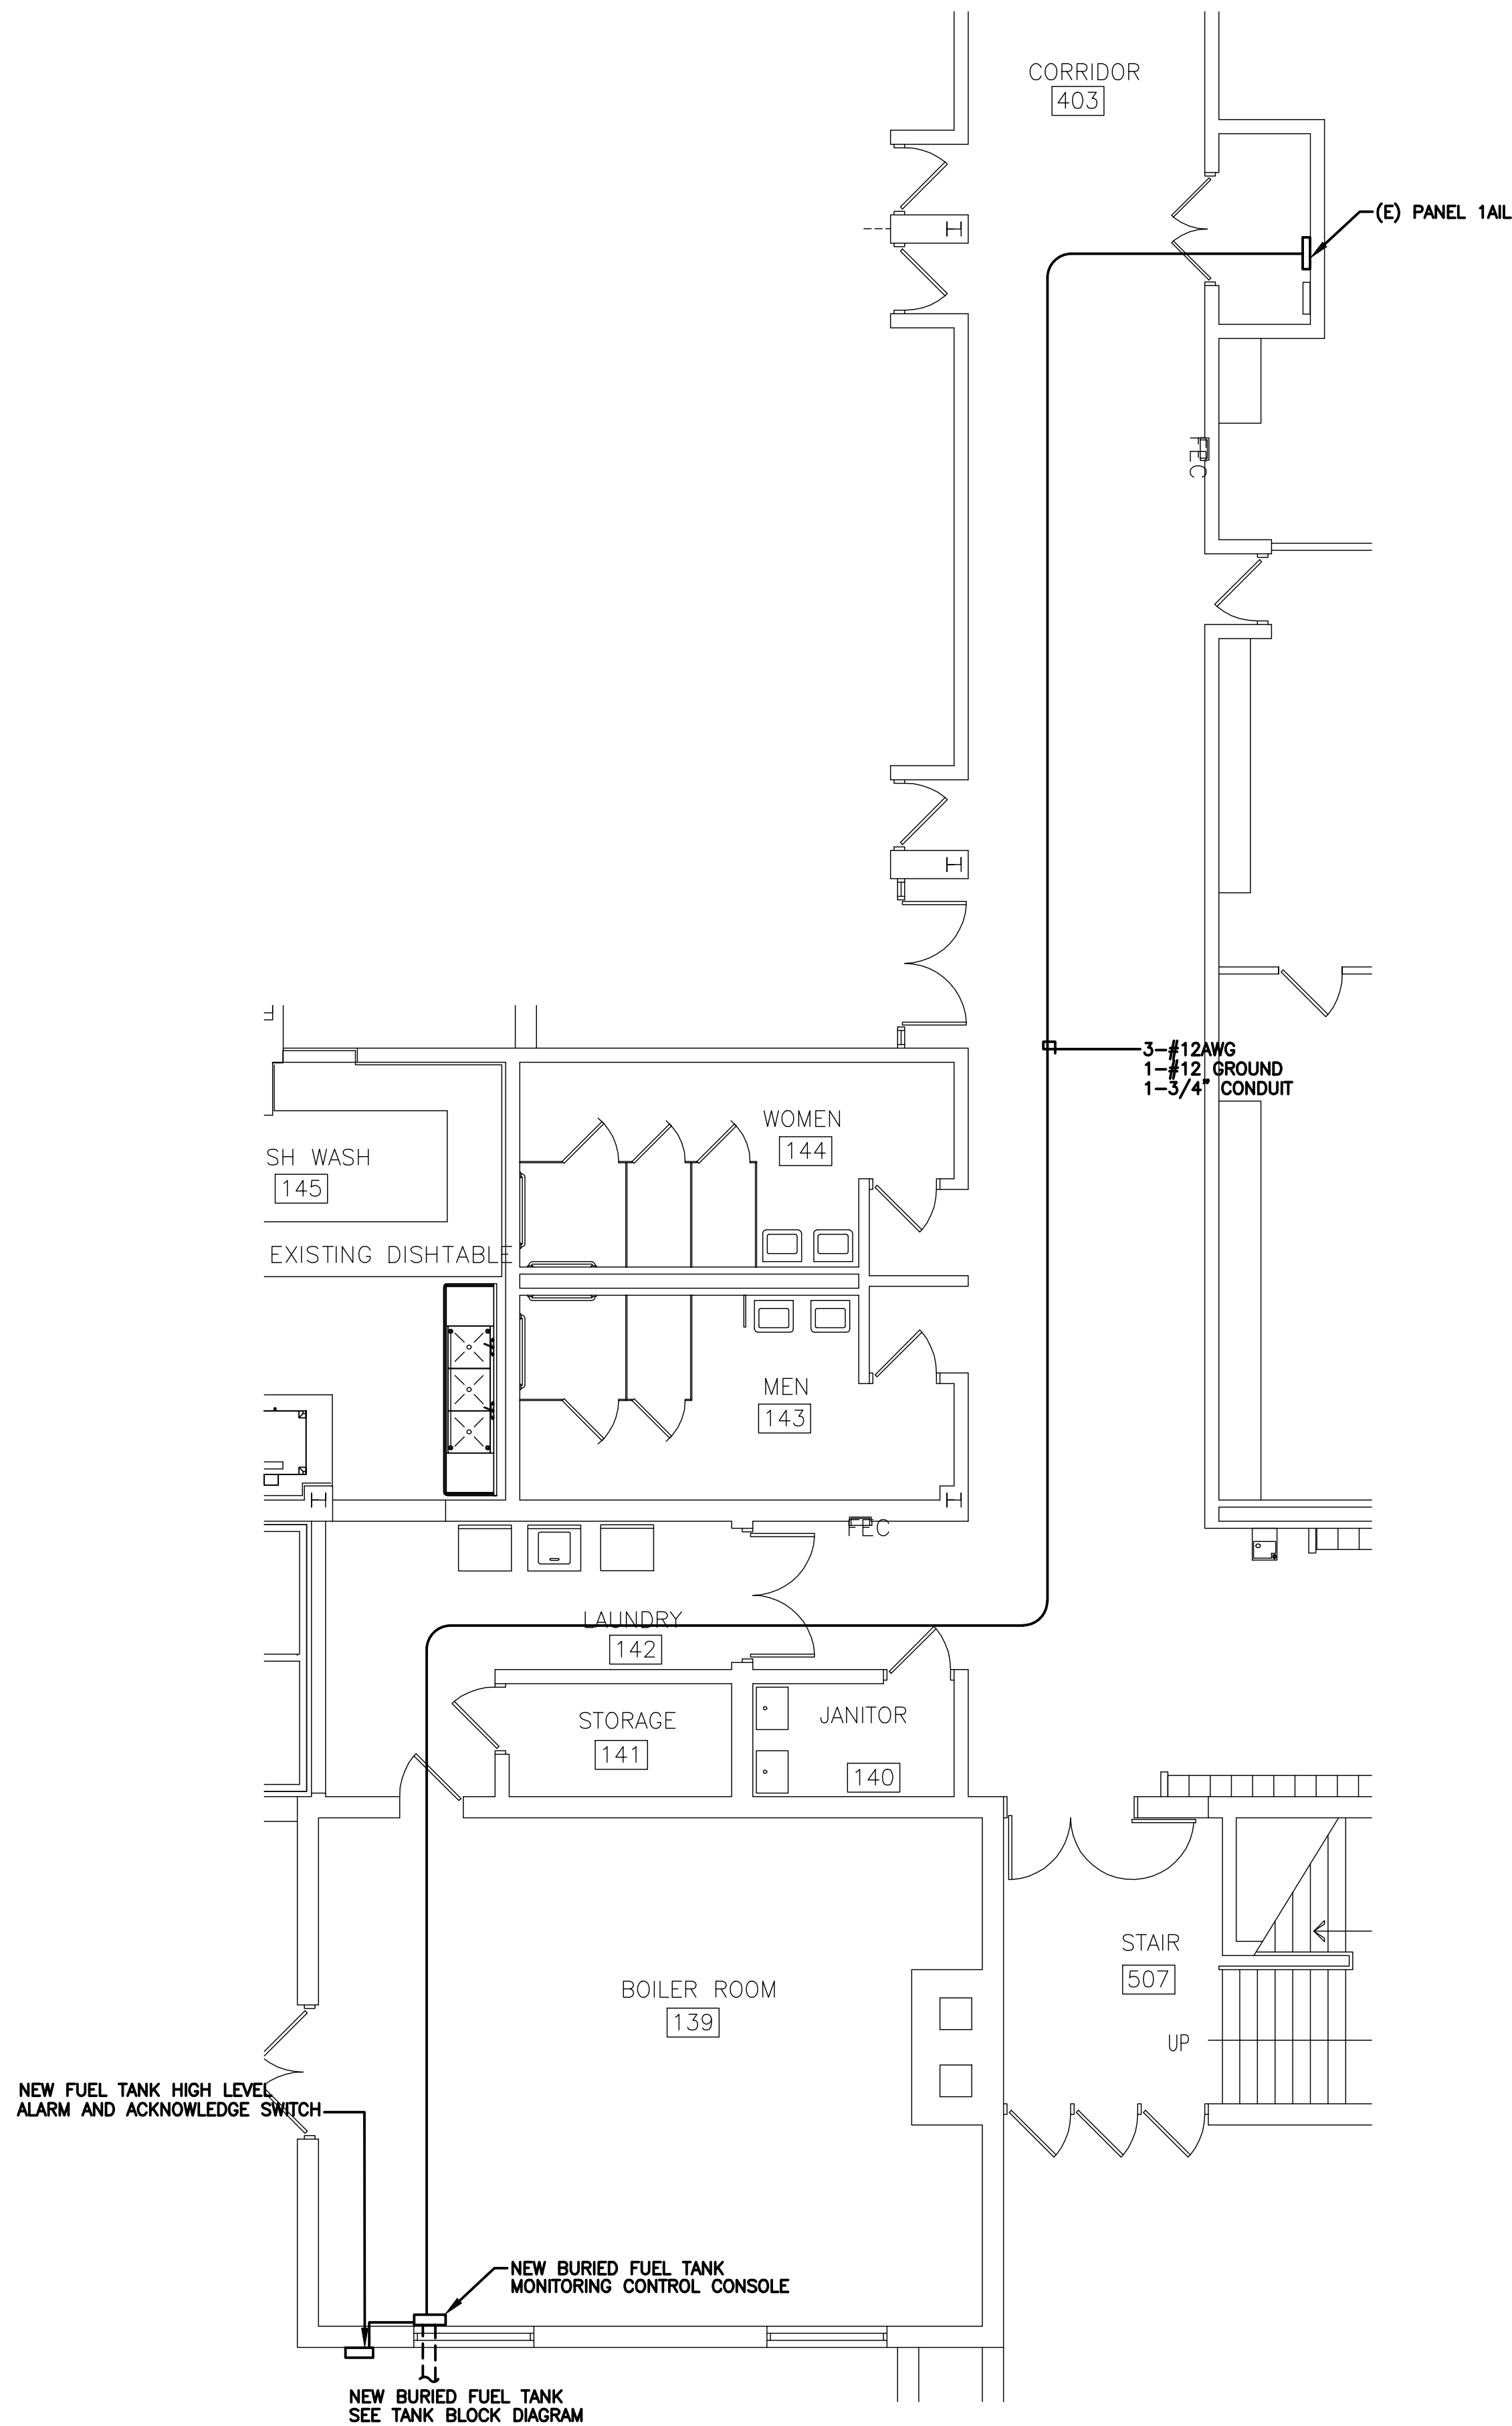 CORRIDOR
403
(E) PANEL 1AIL
H
FEC
H
3-#12AWG
1-#12 GROUND
1-3/4" CONDUIT
WOMEN
144
SH WASH
145
EXISTING DISHTABLE
MEN
143
H
H
FEC
LAUNDRY
142
STORAGE
141
JANITOR
140
STAIR
507
BOILER ROOM
139
UP
NEW FUEL TANK HIGH LEVEL
ALARM AND ACKNOWLEDGE SWITCH
NEW BURIED FUEL TANK
MONITORING CONTROL CONSOLE
NEW BURIED FUEL TANK
SEE TANK BLOCK DIAGRAM